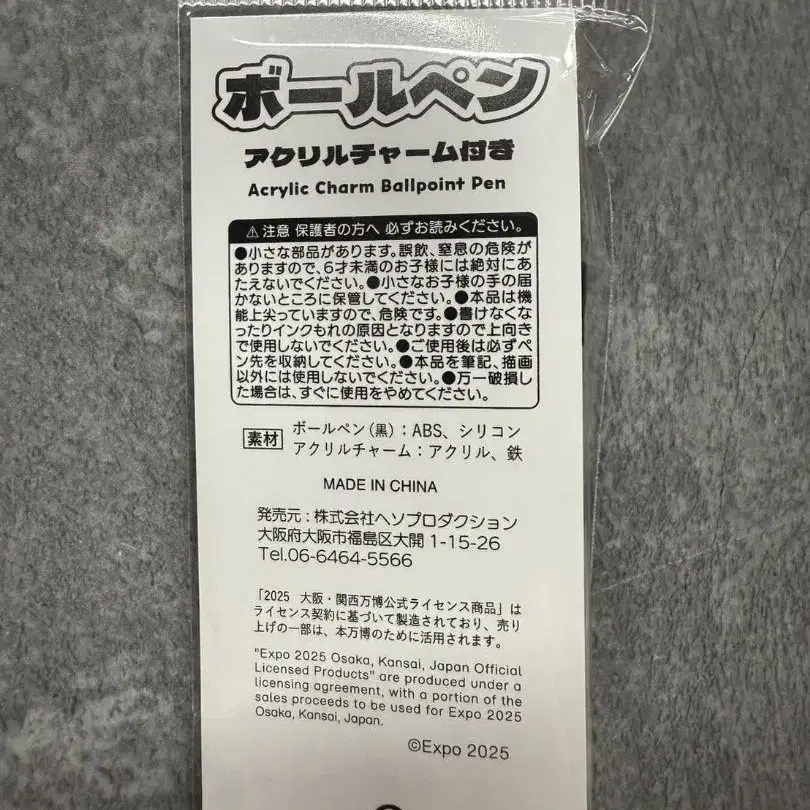 ボールペン
アクリルチャーム付き
Acrylic Charm Ballpoint Pen
⚠注意 保護者の方へ 必ずお読みください。
●小さな部品があります。誤飲、窒息の危険が
ありますので、6才未満のお子様には絶対にあ
たえないでください。●小さなお子様の手の届
かないところに保管してください。●本品は機
能上尖っていますので、危険です。●書けなくな
ったりインクもれの原因となりますので上向き
で使用しないでください。●ご使用後は必ずペ
ン先を収納してください。●本品を筆記、描画
以外には使用しないでください。●万一破損し
た場合は、すぐに使用をやめてください。
素材
ボールペン(黒):ABS、シリコン
アクリルチャーム:アクリル、鉄
MADE IN CHINA
発売元:株式会社ヘソプロダクション
大阪府大阪市福島区大開 1-15-26
Tel.06-6464-5566
「2025 大阪・関西万博公式ライセンス商品」は
ライセンス契約に基づいて製造されており、売り
上げの一部は、本万博のために活用されます。
"Expo 2025 Osaka, Kansai, Japan Official
Licensed Products" are produced under a
licensing agreement, with a portion of the
sales proceeds to be used for Expo 2025
Osaka, Kansai, Japan.
©Expo 2025